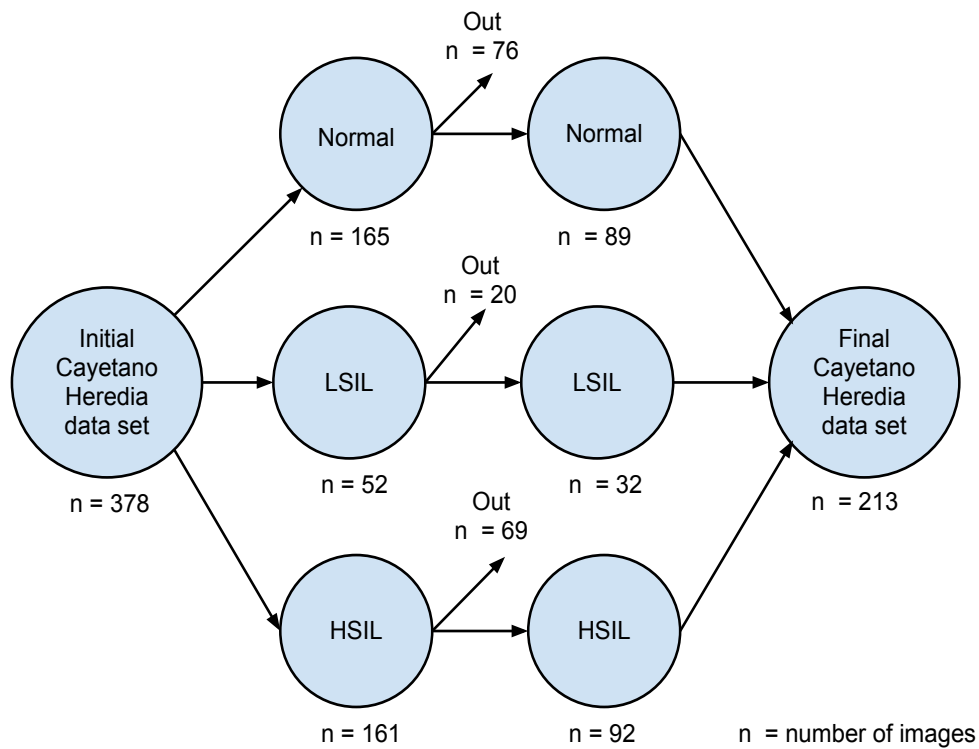 Out
n = 76
Normal
Normal
n = 165
n = 89
Out
n = 20
Initial
Cayetano
Heredia
data set
LSIL
LSIL
Final
Cayetano
Heredia
data set
n = 378
n = 52
n = 32
n = 213
Out
n = 69
HSIL
HSIL
n = 161
n = 92
n = number of images